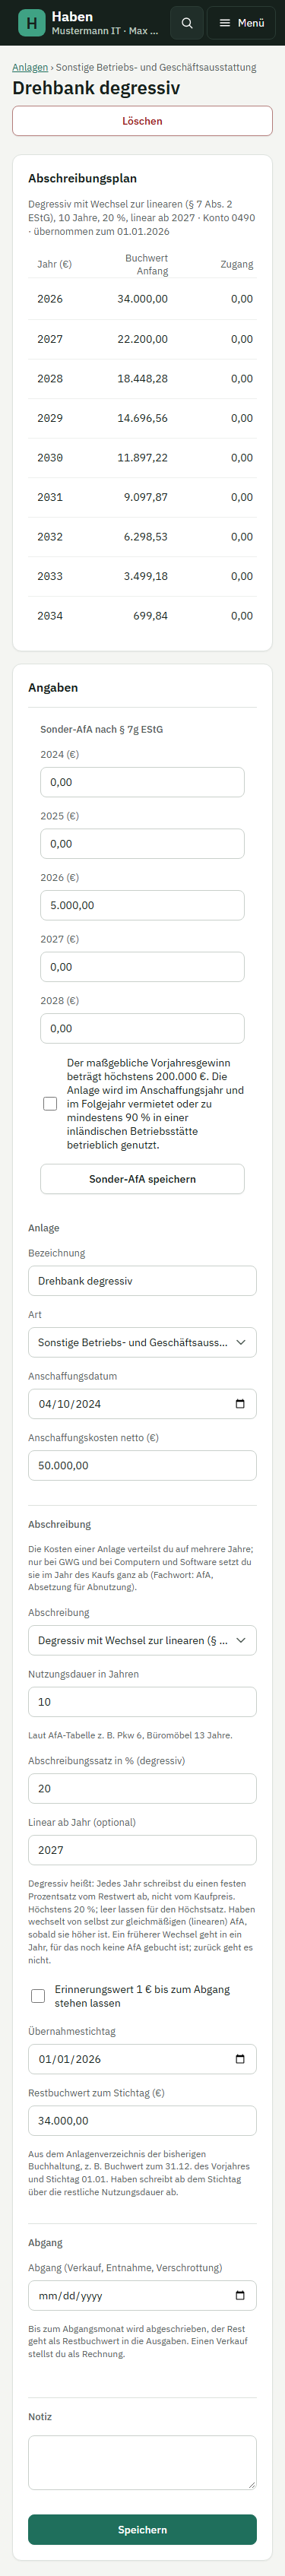 H
Haben
Mustermann IT · Max ...
Menü
Anlagen › Sonstige Betriebs- und Geschäftsausstattung
Drehbank degressiv
Löschen
Abschreibungsplan
Degressiv mit Wechsel zur linearen (§ 7 Abs. 2
EStG), 10 Jahre, 20 %, linear ab 2027 · Konto 0490
· übernommen zum 01.01.2026
Jahr (€) Buchwert Anfang Zugang
2026 34.000,00 0,00
2027 22.200,00 0,00
2028 18.448,28 0,00
2029 14.696,56 0,00
2030 11.897,22 0,00
2031 9.097,87 0,00
2032 6.298,53 0,00
2033 3.499,18 0,00
2034 699,84 0,00
Angaben
Sonder-AfA nach § 7g EStG
2024 (€)
0,00
2025 (€)
0,00
2026 (€)
5.000,00
2027 (€)
0,00
2028 (€)
0,00
Der maßgebliche Vorjahresgewinn
beträgt höchstens 200.000 €. Die
Anlage wird im Anschaffungsjahr und
im Folgejahr vermietet oder zu
mindestens 90 % in einer
inländischen Betriebsstätte
betrieblich genutzt.
Sonder-AfA speichern
Anlage
Bezeichnung
Drehbank degressiv
Art
Sonstige Betriebs- und Geschäftsauss...
Anschaffungsdatum
04/10/2024
Anschaffungskosten netto (€)
50.000,00
Abschreibung
Die Kosten einer Anlage verteilst du auf mehrere Jahre;
nur bei GWG und bei Computern und Software setzt du
sie im Jahr des Kaufs ganz ab (Fachwort: AfA,
Absetzung für Abnutzung).
Abschreibung
Degressiv mit Wechsel zur linearen (§ ...
Nutzungsdauer in Jahren
10
Laut AfA-Tabelle z. B. Pkw 6, Büromöbel 13 Jahre.
Abschreibungssatz in % (degressiv)
20
Linear ab Jahr (optional)
2027
Degressiv heißt: Jedes Jahr schreibst du einen festen
Prozentsatz vom Restwert ab, nicht vom Kaufpreis.
Höchstens 20 %; leer lassen für den Höchstsatz. Haben
wechselt von selbst zur gleichmäßigen (linearen) AfA,
sobald sie höher ist. Ein früherer Wechsel geht in ein
Jahr, für das noch keine AfA gebucht ist; zurück geht es
nicht.
Erinnerungswert 1 € bis zum Abgang
stehen lassen
Übernahmestichtag
01/01/2026
Restbuchwert zum Stichtag (€)
34.000,00
Aus dem Anlagenverzeichnis der bisherigen
Buchhaltung, z. B. Buchwert zum 31.12. des Vorjahres
und Stichtag 01.01. Haben schreibt ab dem Stichtag
über die restliche Nutzungsdauer ab.
Abgang
Abgang (Verkauf, Entnahme, Verschrottung)
mm/dd/yyyy
Bis zum Abgangsmonat wird abgeschrieben, der Rest
geht als Restbuchwert in die Ausgaben. Einen Verkauf
stellst du als Rechnung.
Notiz
Speichern